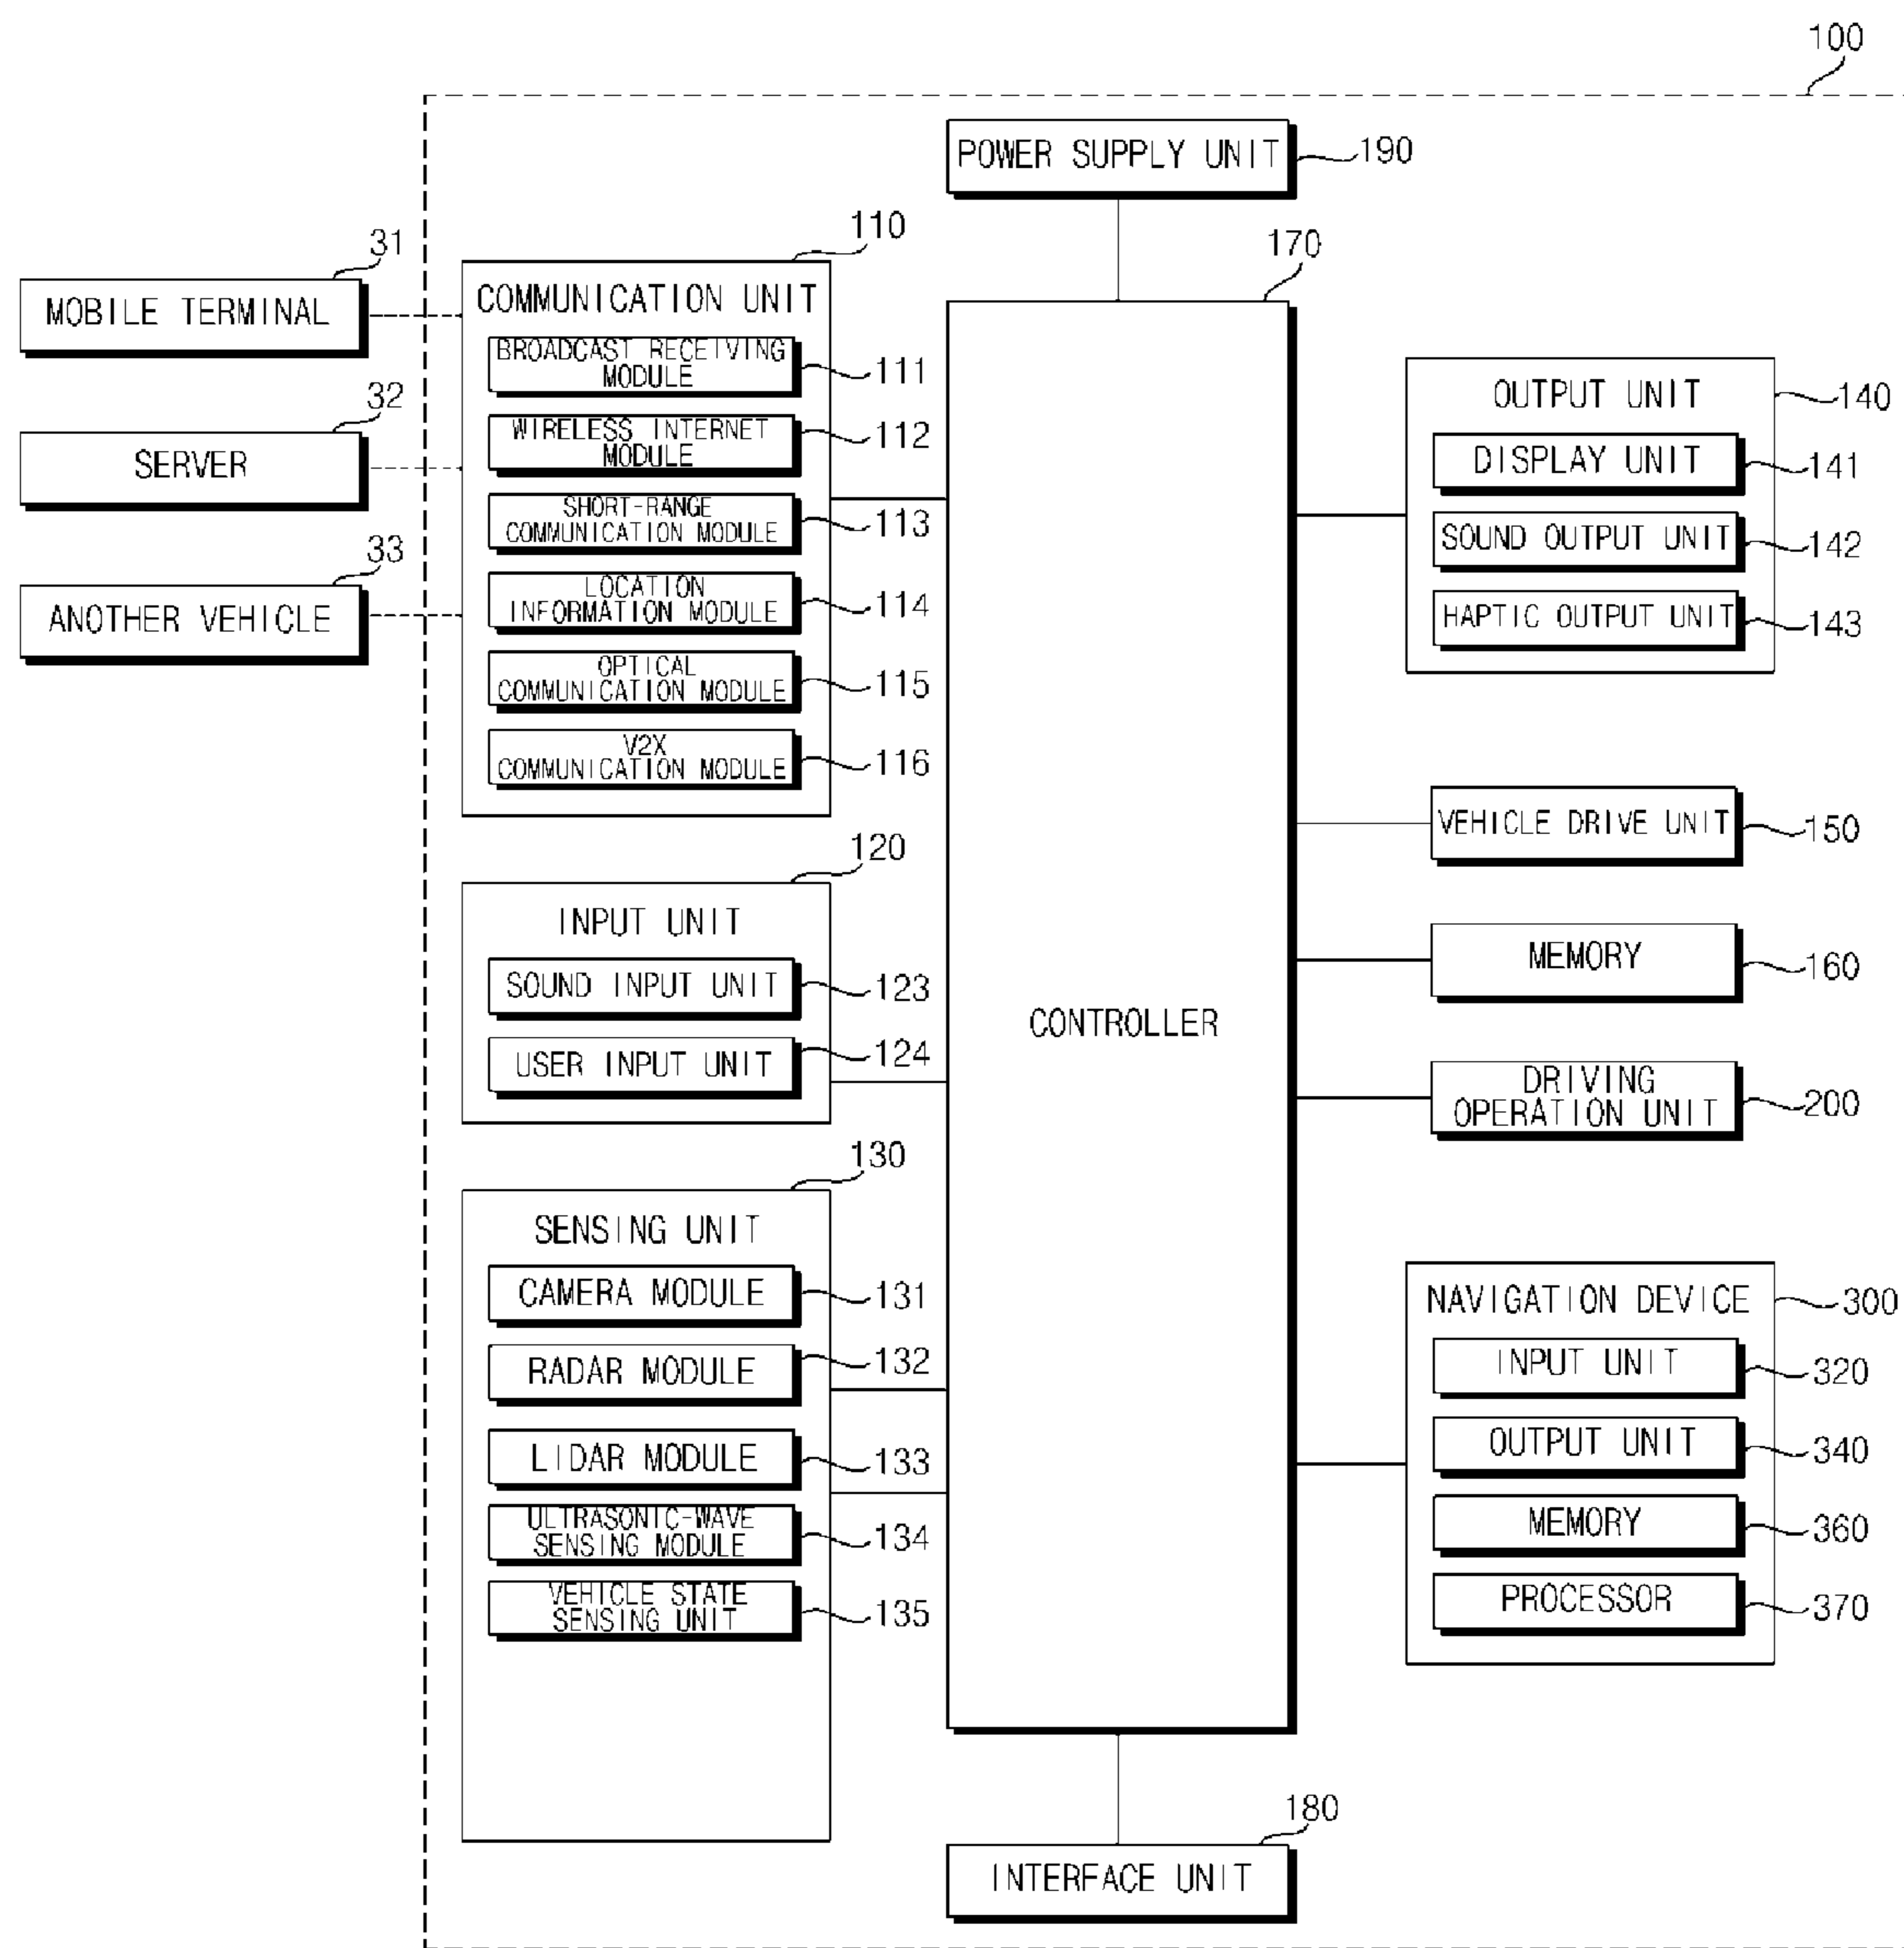 100
POWER SUPPLY UNIT
190
31
MOBILE TERMINAL
32
SERVER
33
ANOTHER VEHICLE
110
COMMUNICATION UNIT
BROADCAST RECEIVING
MODULE
111
WIRELESS INTERNET
MODULE
112
SHORT-RANGE
COMMUNICATION MODULE
113
LOCATION
INFORMATION MODULE
114
OPTICAL
COMMUNICATION MODULE
115
V2X
COMMUNICATION MODULE
116
120
INPUT UNIT
SOUND INPUT UNIT
123
USER INPUT UNIT
124
130
SENSING UNIT
CAMERA MODULE
131
RADAR MODULE
132
LIDAR MODULE
133
ULTRASONIC-WAVE
SENSING MODULE
134
VEHICLE STATE
SENSING UNIT
135
170
CONTROLLER
OUTPUT UNIT
140
DISPLAY UNIT
141
SOUND OUTPUT UNIT
142
HAPTIC OUTPUT UNIT
143
VEHICLE DRIVE UNIT
150
MEMORY
160
DRIVING
OPERATION UNIT
200
NAVIGATION DEVICE
300
INPUT UNIT
320
OUTPUT UNIT
340
MEMORY
360
PROCESSOR
370
180
INTERFACE UNIT